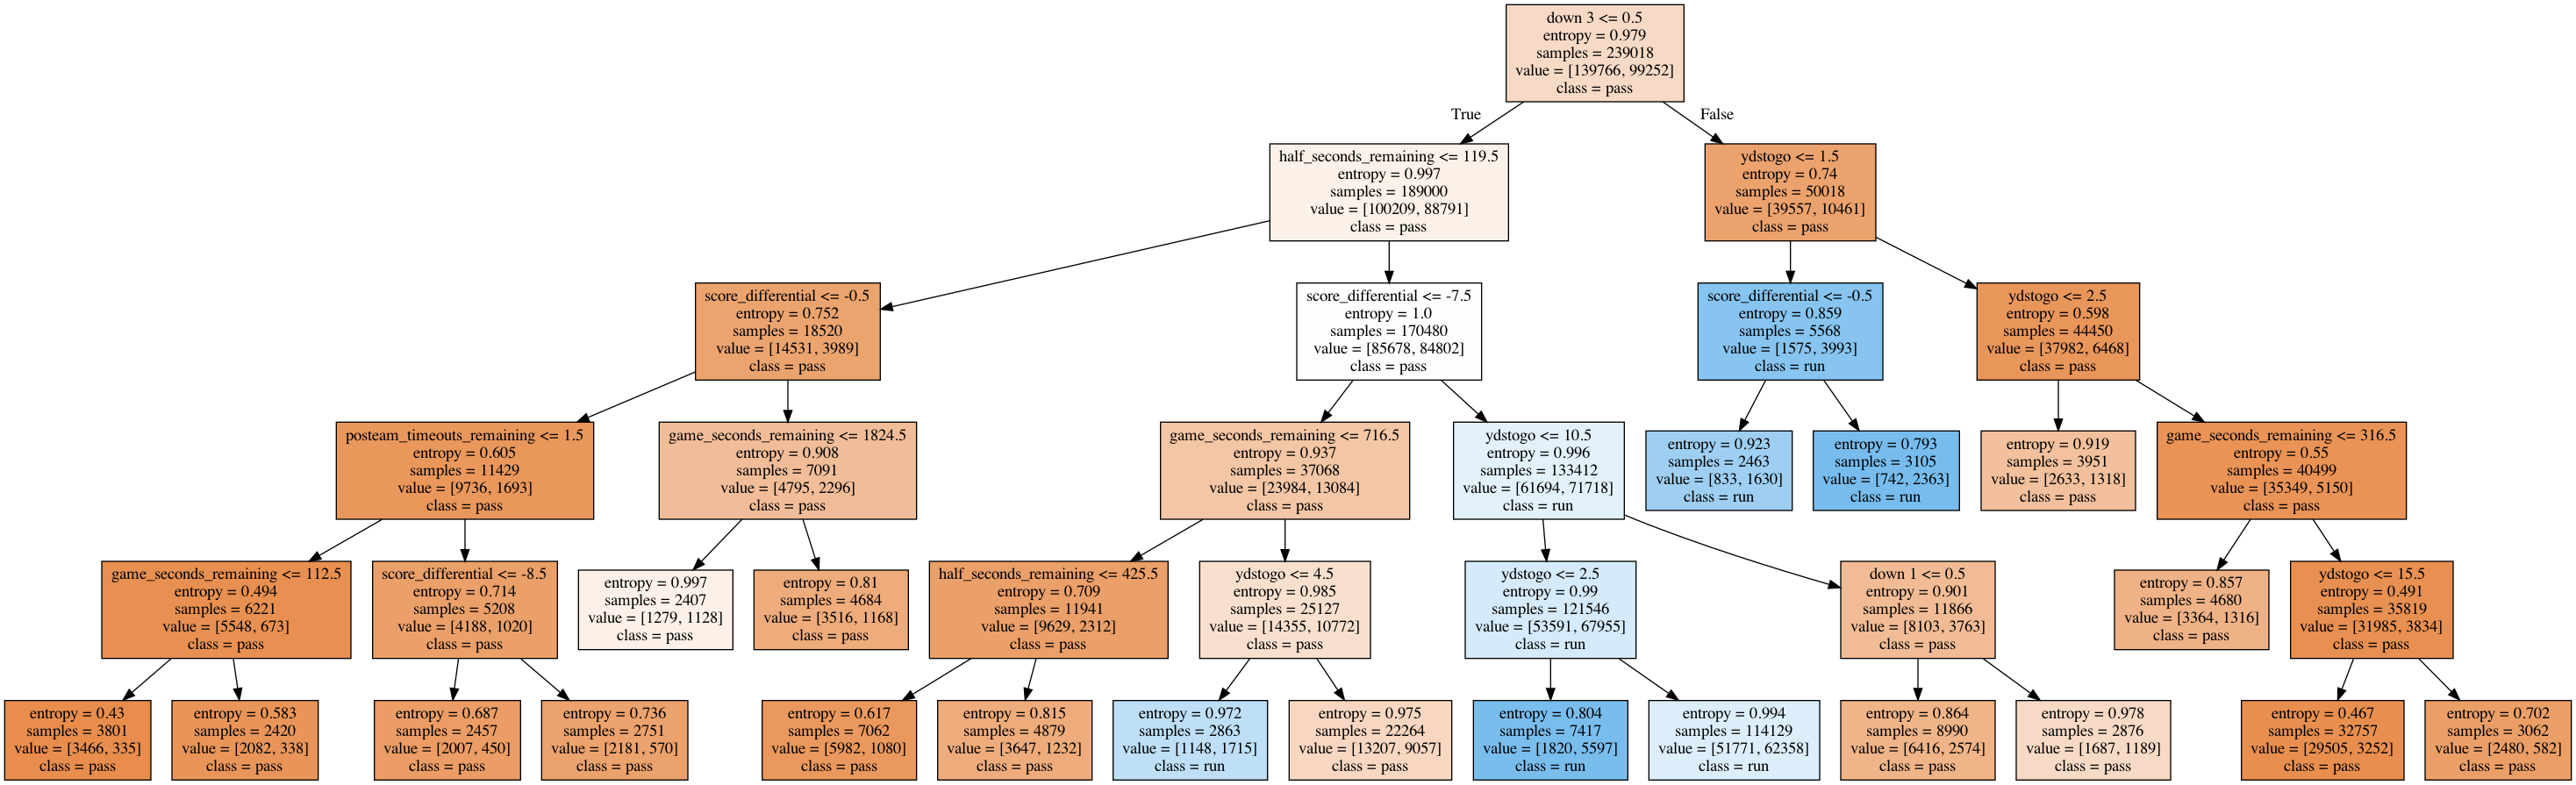 down 3 <= 0.5
entropy = 0.979
samples = 239018
value = [139766, 99252]
class = pass
True
False
half_seconds_remaining <= 119.5
entropy = 0.997
samples = 189000
value = [100209, 88791]
class = pass
ydstogo <= 1.5
entropy = 0.74
samples = 50018
value = [39557, 10461]
class = pass
score_differential <= -0.5
entropy = 0.752
samples = 18520
value = [14531, 3989]
class = pass
score_differential <= -7.5
entropy = 1.0
samples = 170480
value = [85678, 84802]
class = pass
score_differential <= -0.5
entropy = 0.859
samples = 5568
value = [1575, 3993]
class = run
ydstogo <= 2.5
entropy = 0.598
samples = 44450
value = [37982, 6468]
class = pass
posteam_timeouts_remaining <= 1.5
entropy = 0.605
samples = 11429
value = [9736, 1693]
class = pass
game_seconds_remaining <= 1824.5
entropy = 0.908
samples = 7091
value = [4795, 2296]
class = pass
game_seconds_remaining <= 716.5
entropy = 0.937
samples = 37068
value = [23984, 13084]
class = pass
ydstogo <= 10.5
entropy = 0.996
samples = 133412
value = [61694, 71718]
class = run
entropy = 0.923
samples = 2463
value = [833, 1630]
class = run
entropy = 0.793
samples = 3105
value = [742, 2363]
class = run
entropy = 0.919
samples = 3951
value = [2633, 1318]
class = pass
game_seconds_remaining <= 316.5
entropy = 0.55
samples = 40499
value = [35349, 5150]
class = pass
game_seconds_remaining <= 112.5
entropy = 0.494
samples = 6221
value = [5548, 673]
class = pass
score_differential <= -8.5
entropy = 0.714
samples = 5208
value = [4188, 1020]
class = pass
entropy = 0.997
samples = 2407
value = [1279, 1128]
class = pass
entropy = 0.81
samples = 4684
value = [3516, 1168]
class = pass
half_seconds_remaining <= 425.5
entropy = 0.709
samples = 11941
value = [9629, 2312]
class = pass
ydstogo <= 4.5
entropy = 0.985
samples = 25127
value = [14355, 10772]
class = pass
ydstogo <= 2.5
entropy = 0.99
samples = 121546
value = [53591, 67955]
class = run
down 1 <= 0.5
entropy = 0.901
samples = 11866
value = [8103, 3763]
class = pass
entropy = 0.857
samples = 4680
value = [3364, 1316]
class = pass
ydstogo <= 15.5
entropy = 0.491
samples = 35819
value = [31985, 3834]
class = pass
entropy = 0.43
samples = 3801
value = [3466, 335]
class = pass
entropy = 0.583
samples = 2420
value = [2082, 338]
class = pass
entropy = 0.687
samples = 2457
value = [2007, 450]
class = pass
entropy = 0.736
samples = 2751
value = [2181, 570]
class = pass
entropy = 0.617
samples = 7062
value = [5982, 1080]
class = pass
entropy = 0.815
samples = 4879
value = [3647, 1232]
class = pass
entropy = 0.972
samples = 2863
value = [1148, 1715]
class = run
entropy = 0.975
samples = 22264
value = [13207, 9057]
class = pass
entropy = 0.804
samples = 7417
value = [1820, 5597]
class = run
entropy = 0.994
samples = 114129
value = [51771, 62358]
class = run
entropy = 0.864
samples = 8990
value = [6416, 2574]
class = pass
entropy = 0.978
samples = 2876
value = [1687, 1189]
class = pass
entropy = 0.467
samples = 32757
value = [29505, 3252]
class = pass
entropy = 0.702
samples = 3062
value = [2480, 582]
class = pass